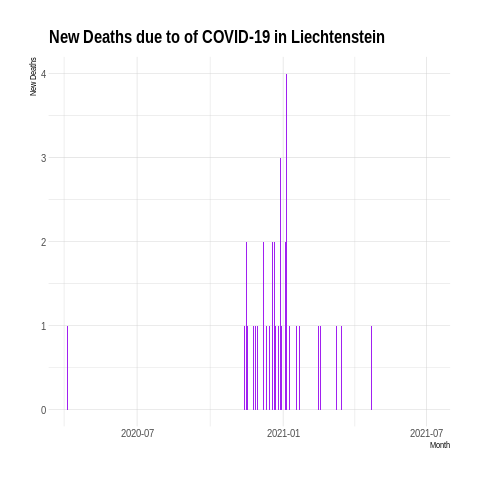 New Deaths due to of COVID-19 in Liechtenstein
New Deaths
4
3
2
1
0
2020-07
2021-01
2021-07
Month